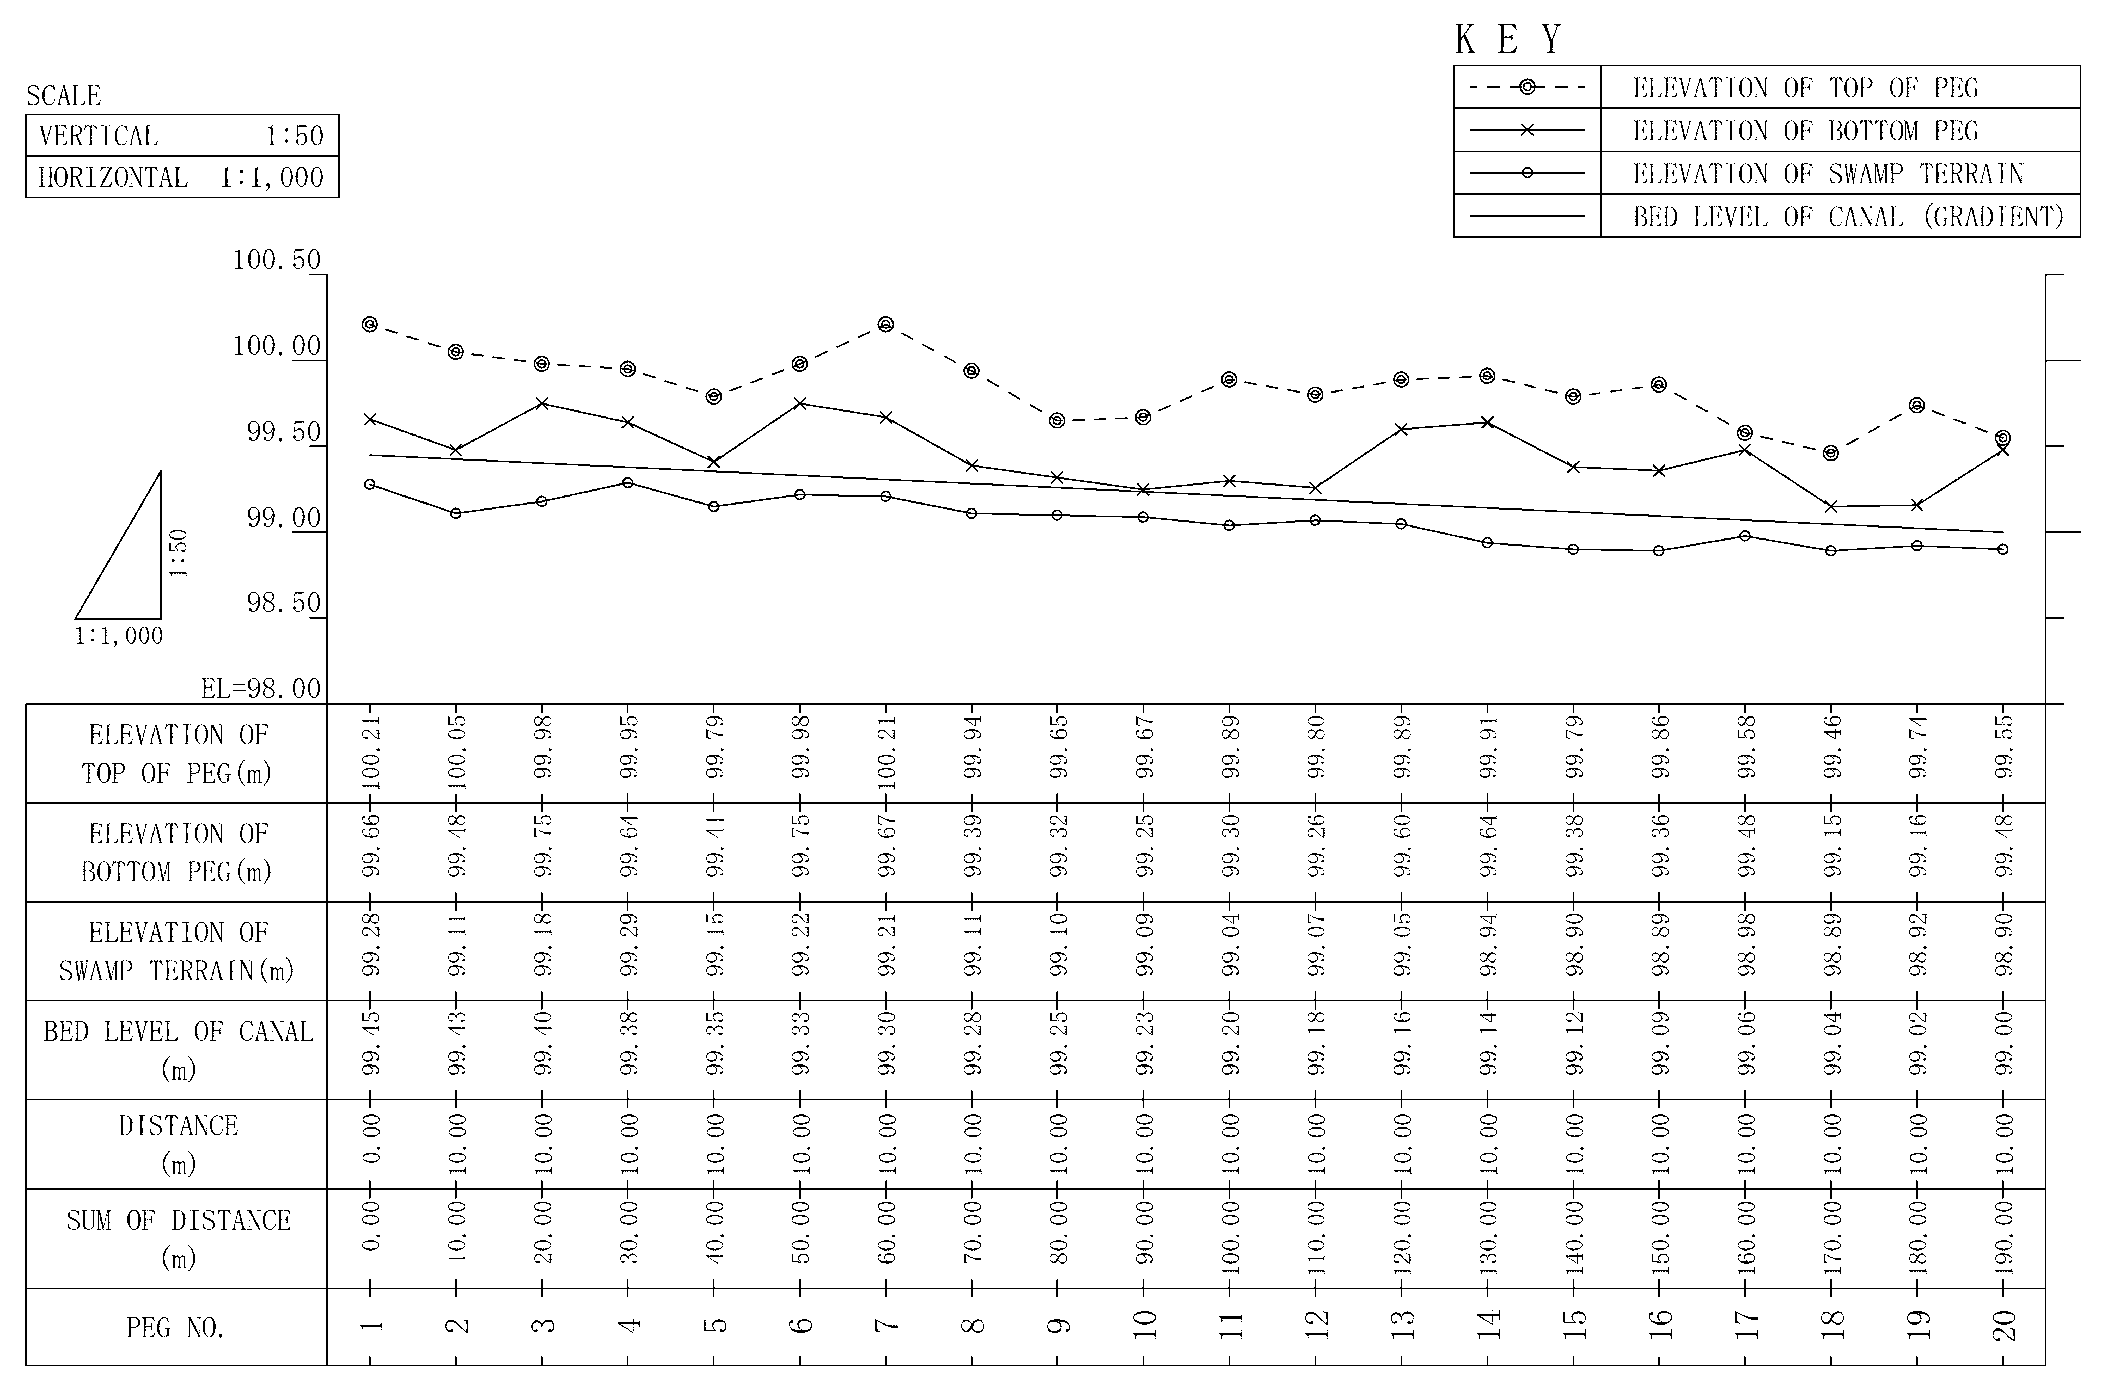 K E Y
ELEVATION OF TOP OF PEG
ELEVATION OF BOTTOM PEG
ELEVATION OF SWAMP TERRAIN
BED LEVEL OF CANAL (GRADIENT)
SCALE
VERTICAL 1:50
HORIZONTAL 1:1,000
100.50
100.00
99.50
99.00
98.50
EL=98.00
1:50
1:1,000
ELEVATION OF
TOP OF PEG(m)
100.21 100.05 99.98 99.95 99.79 99.98 100.21 99.94 99.65 99.67 99.89 99.80 99.89 99.91 99.79 99.86 99.58 99.46 99.74 99.55
ELEVATION OF
BOTTOM PEG(m)
99.66 99.48 99.75 99.64 99.41 99.75 99.67 99.39 99.32 99.25 99.30 99.26 99.60 99.64 99.38 99.36 99.48 99.15 99.16 99.48
ELEVATION OF
SWAMP TERRAIN(m)
99.28 99.11 99.18 99.29 99.15 99.22 99.21 99.11 99.10 99.09 99.04 99.07 99.05 98.94 98.90 98.89 98.98 98.89 98.92 98.90
BED LEVEL OF CANAL
(m)
99.45 99.43 99.40 99.38 99.35 99.33 99.30 99.28 99.25 99.23 99.20 99.18 99.16 99.14 99.12 99.09 99.06 99.04 99.02 99.00
DISTANCE
(m)
0.00 10.00 10.00 10.00 10.00 10.00 10.00 10.00 10.00 10.00 10.00 10.00 10.00 10.00 10.00 10.00 10.00 10.00 10.00 10.00
SUM OF DISTANCE
(m)
0.00 10.00 20.00 30.00 40.00 50.00 60.00 70.00 80.00 90.00 100.00 110.00 120.00 130.00 140.00 150.00 160.00 170.00 180.00 190.00
PEG NO.
1 2 3 4 5 6 7 8 9 10 11 12 13 14 15 16 17 18 19 20